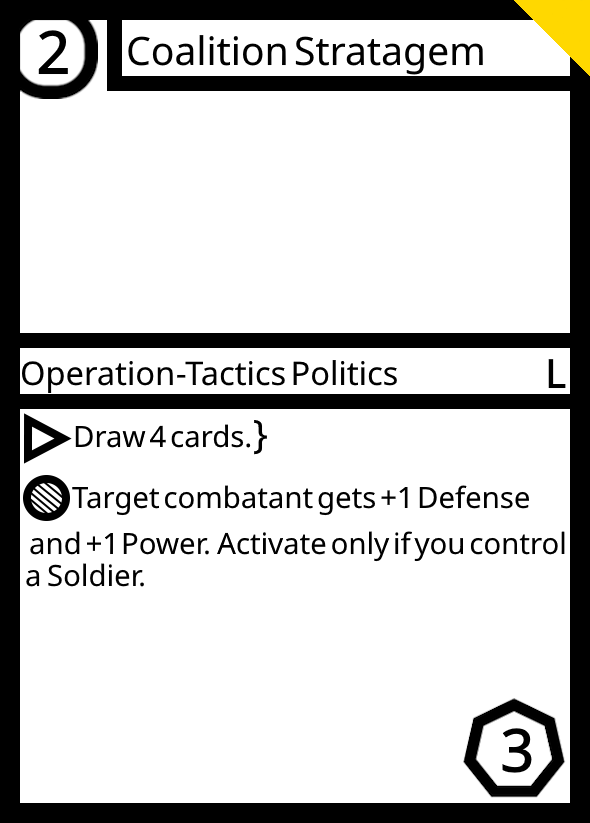 2
Coalition Stratagem
Operation-Tactics Politics
L
Draw 4 cards.}
Target combatant gets +1 Defense
and +1 Power. Activate only if you control
a Soldier.
3